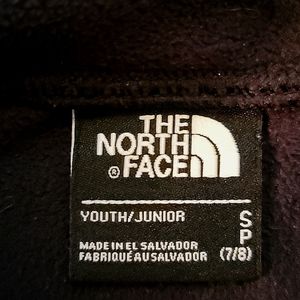 THE
NORTH
® FACE
YOUTH/JUNIOR S
P
(7/8)
MADE IN EL SALVADOR
FABRIQUÉ AU SALVADOR